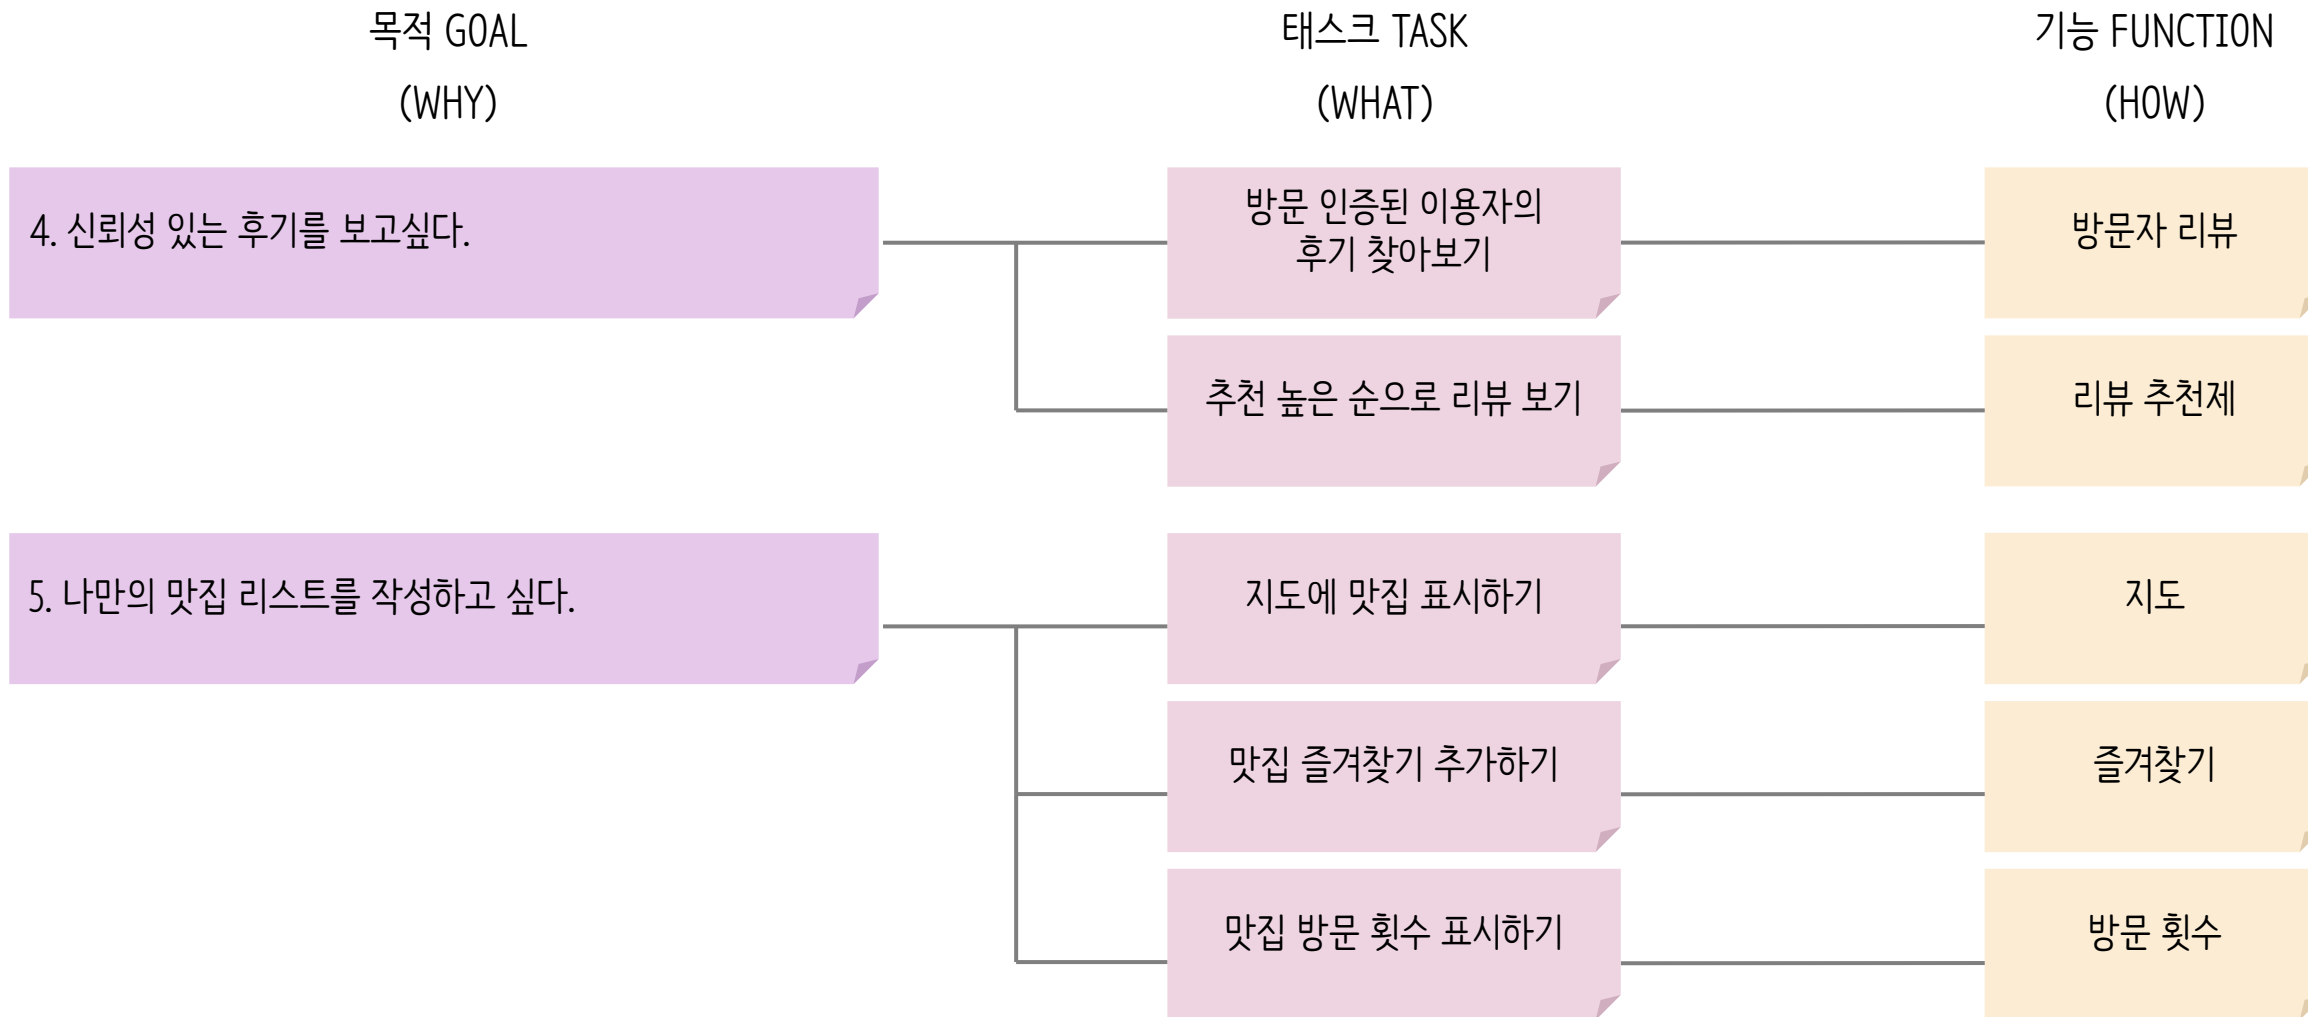 목적 GOAL
(WHY)
태스크 TASK
(WHAT)
기능 FUNCTION
(HOW)
4. 신뢰성 있는 후기를 보고싶다.
방문 인증된 이용자의
후기 찾아보기
방문자 리뷰
추천 높은 순으로 리뷰 보기
리뷰 추천제
5. 나만의 맛집 리스트를 작성하고 싶다.
지도에 맛집 표시하기
지도
맛집 즐겨찾기 추가하기
즐겨찾기
맛집 방문 횟수 표시하기
방문 횟수